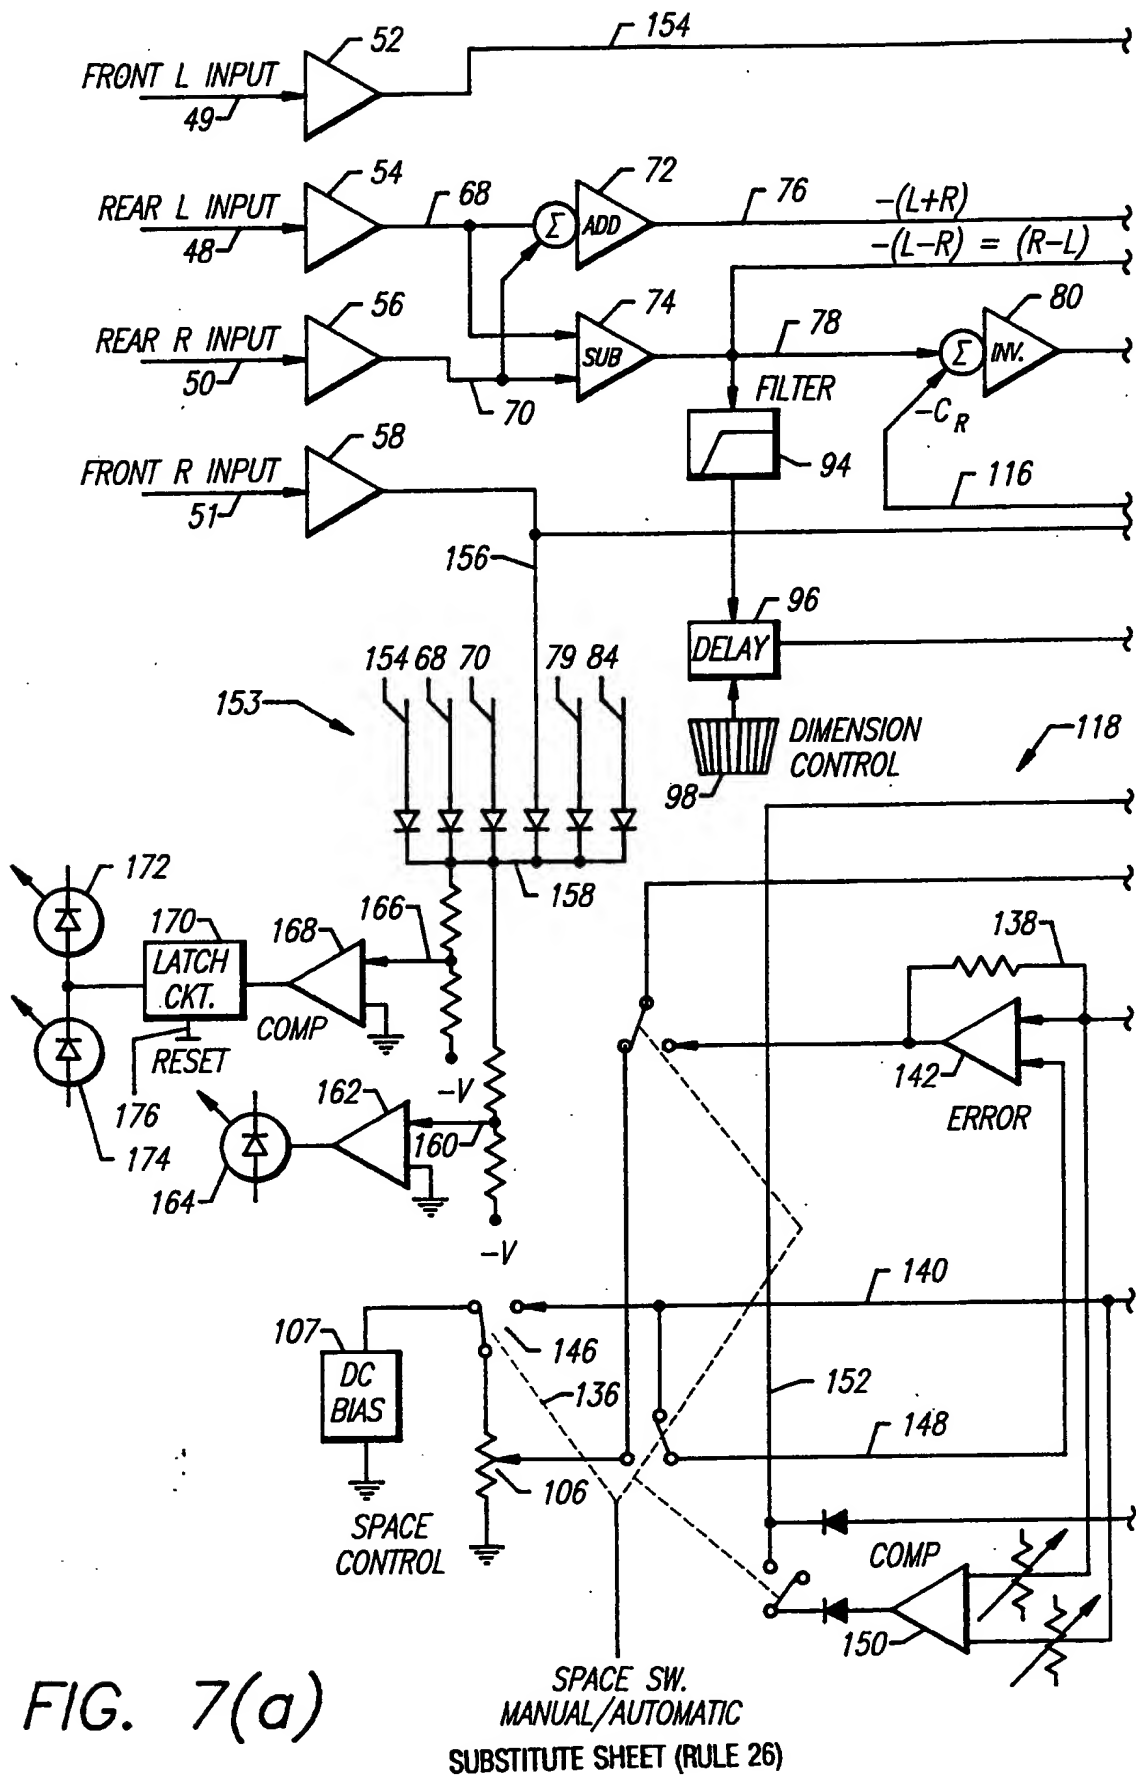 52
154
FRONT L INPUT
49
54
68
72
76
-(L+R)
REAR L INPUT
48
Σ
ADD
-(L-R) = (R-L)
56
74
78
80
REAR R INPUT
50
SUB
Σ
INV.
70
FILTER
-C R
58
94
116
FRONT R INPUT
51
156
96
DELAY
154 68 70 79 84
153
DIMENSION
CONTROL
98
118
172
158
170
168
166
138
LATCH
CKT.
COMP
RESET
-V
142
ERROR
176
162
160
174
164
-V
140
107
146
DC
BIAS
136
152
148
106
SPACE
CONTROL
COMP
150
FIG. 7(a)
SPACE SW.
MANUAL/AUTOMATIC
SUBSTITUTE SHEET (RULE 26)